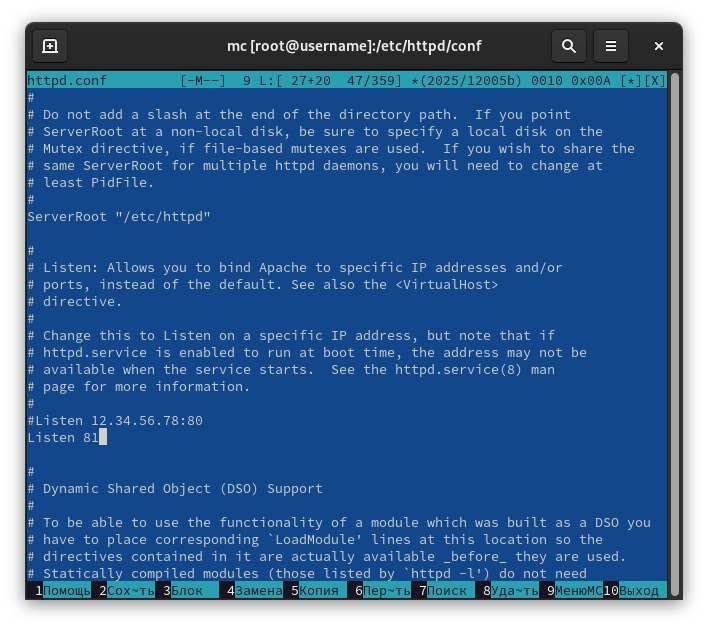 mc [root@username]:/etc/httpd/conf
httpd.conf [-M--] 9 L:[ 27+20 47/359] *(2025/12005b) 0010 0x00A [*][X]
#
# Do not add a slash at the end of the directory path. If you point
# ServerRoot at a non-local disk, be sure to specify a local disk on the
# Mutex directive, if file-based mutexes are used. If you wish to share the
# same ServerRoot for multiple httpd daemons, you will need to change at
# least PidFile.
#
ServerRoot "/etc/httpd"
#
# Listen: Allows you to bind Apache to specific IP addresses and/or
# ports, instead of the default. See also the <VirtualHost>
# directive.
#
# Change this to Listen on a specific IP address, but note that if
# httpd.service is enabled to run at boot time, the address may not be
# available when the service starts. See the httpd.service(8) man
# page for more information.
#
#Listen 12.34.56.78:80
Listen 81
#
# Dynamic Shared Object (DSO) Support
#
# To be able to use the functionality of a module which was built as a DSO you
# have to place corresponding `LoadModule' lines at this location so the
# directives contained in it are actually available _before_ they are used.
# Statically compiled modules (those listed by `httpd -l') do not need
1Помощь 2Сох~ть 3Блок 4Замена 5Копия 6Пер~ть 7Поиск 8Уда~ть 9МенюMC 10Выход